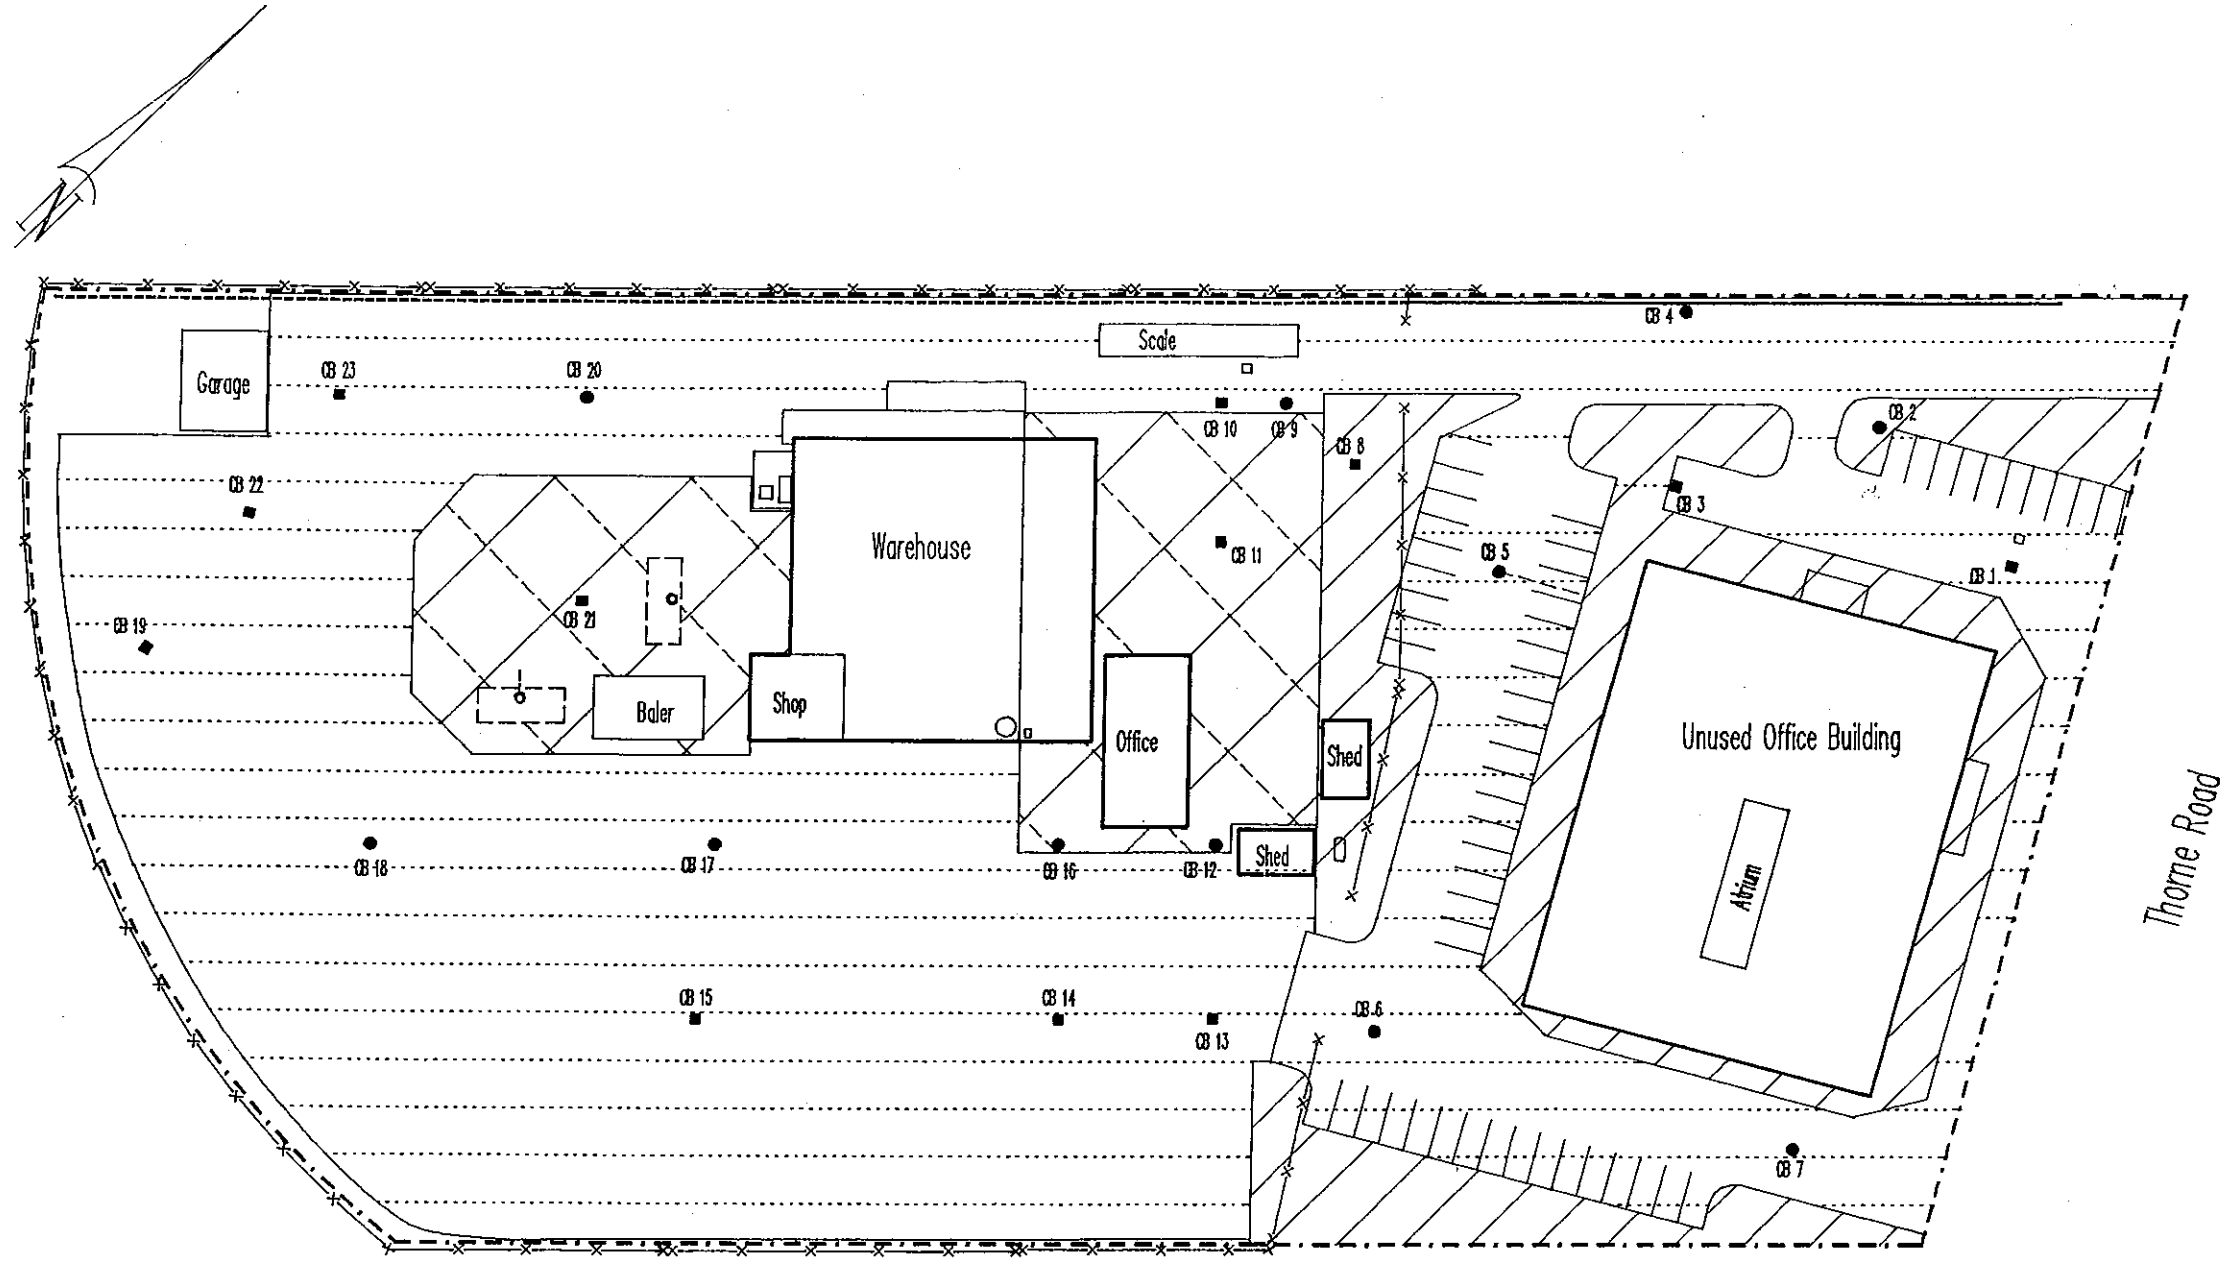 N
CB 4
Scale
CB 23
CB 20
Garage
CB 2
CB 10
CB 9
CB 8
CB 22
CB 3
Warehouse
CB 11
CB 5
CB 1
CB 21
CB 19
Shop
Baler
Office
Unused Office Building
Shed
Thorne Road
CB 18
CB 17
CB 16
CB 12
Shed
Atrium
CB 15
CB 14
CB 6
CB 13
CB 7